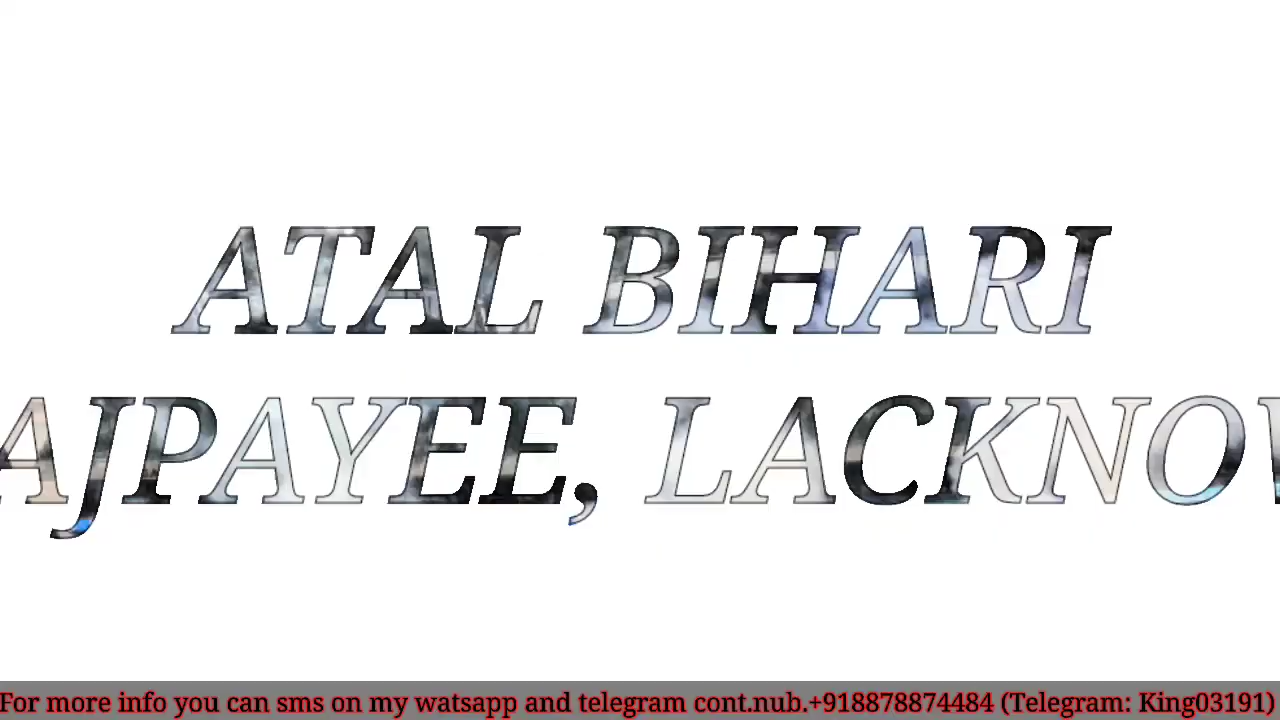 ATAL BIHARI
AJPAYEE, LACKNOW
For more info you can sms on my watsapp and telegram cont.nub.+918878874484 (Telegram: King03191)